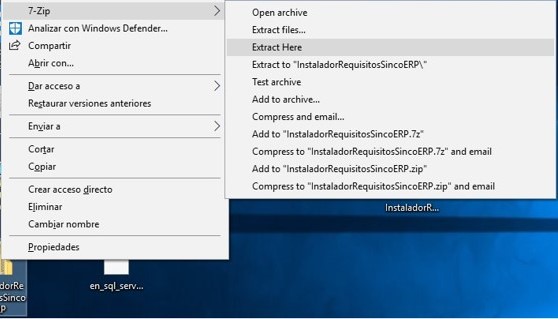 7-Zip
Analizar con Windows Defender...
Compartir
Abrir con...
Dar acceso a
Restaurar versiones anteriores
Enviar a
Cortar
Copiar
Crear acceso directo
Eliminar
Cambiar nombre
Propiedades
Open archive
Extract files...
Extract Here
Extract to "InstaladorRequisitosSincoERP\"
Test archive
Add to archive...
Compress and email...
Add to "InstaladorRequisitosSincoERP.7z"
Compress to "InstaladorRequisitosSincoERP.7z" and email
Add to "InstaladorRequisitosSincoERP.zip"
Compress to "InstaladorRequisitosSincoERP.zip" and email
InstaladorR...
adorRe
sSinco
P
en_sql_serv...